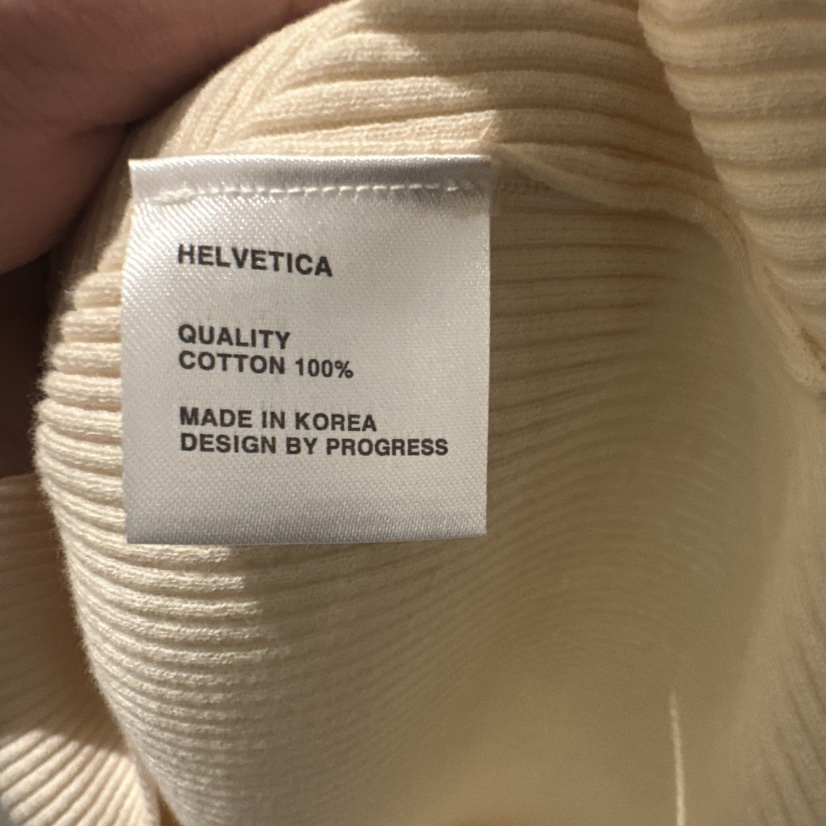 HELVETICA
QUALITY
COTTON 100%
MADE IN KOREA
DESIGN BY PROGRESS